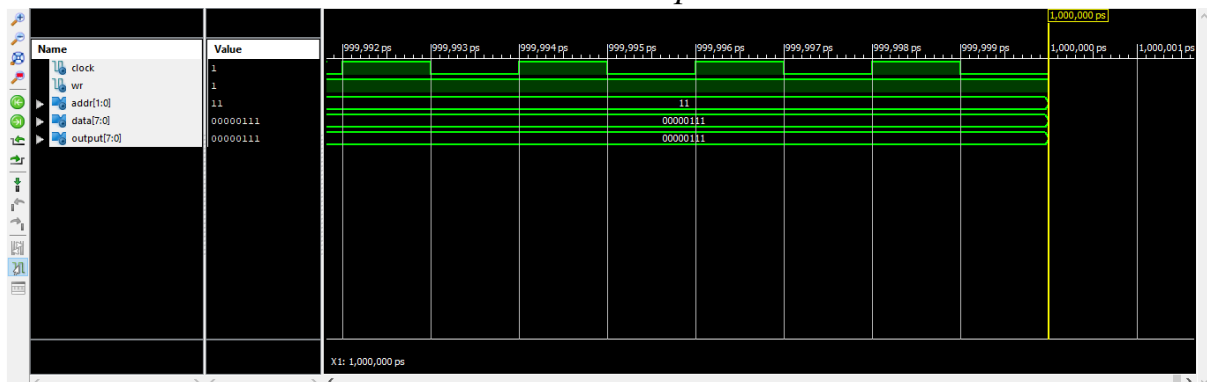 1,000,000 ps
Name Value
999,992 ps 999,993 ps 999,994 ps 999,995 ps 999,996 ps 999,997 ps 999,998 ps 999,999 ps 1,000,000 ps 1,000,001 ps
clock 1
wr 1
addr[1:0] 11 11
data[7:0] 00000111 00000111
output[7:0] 00000111 00000111
X1: 1,000,000 ps